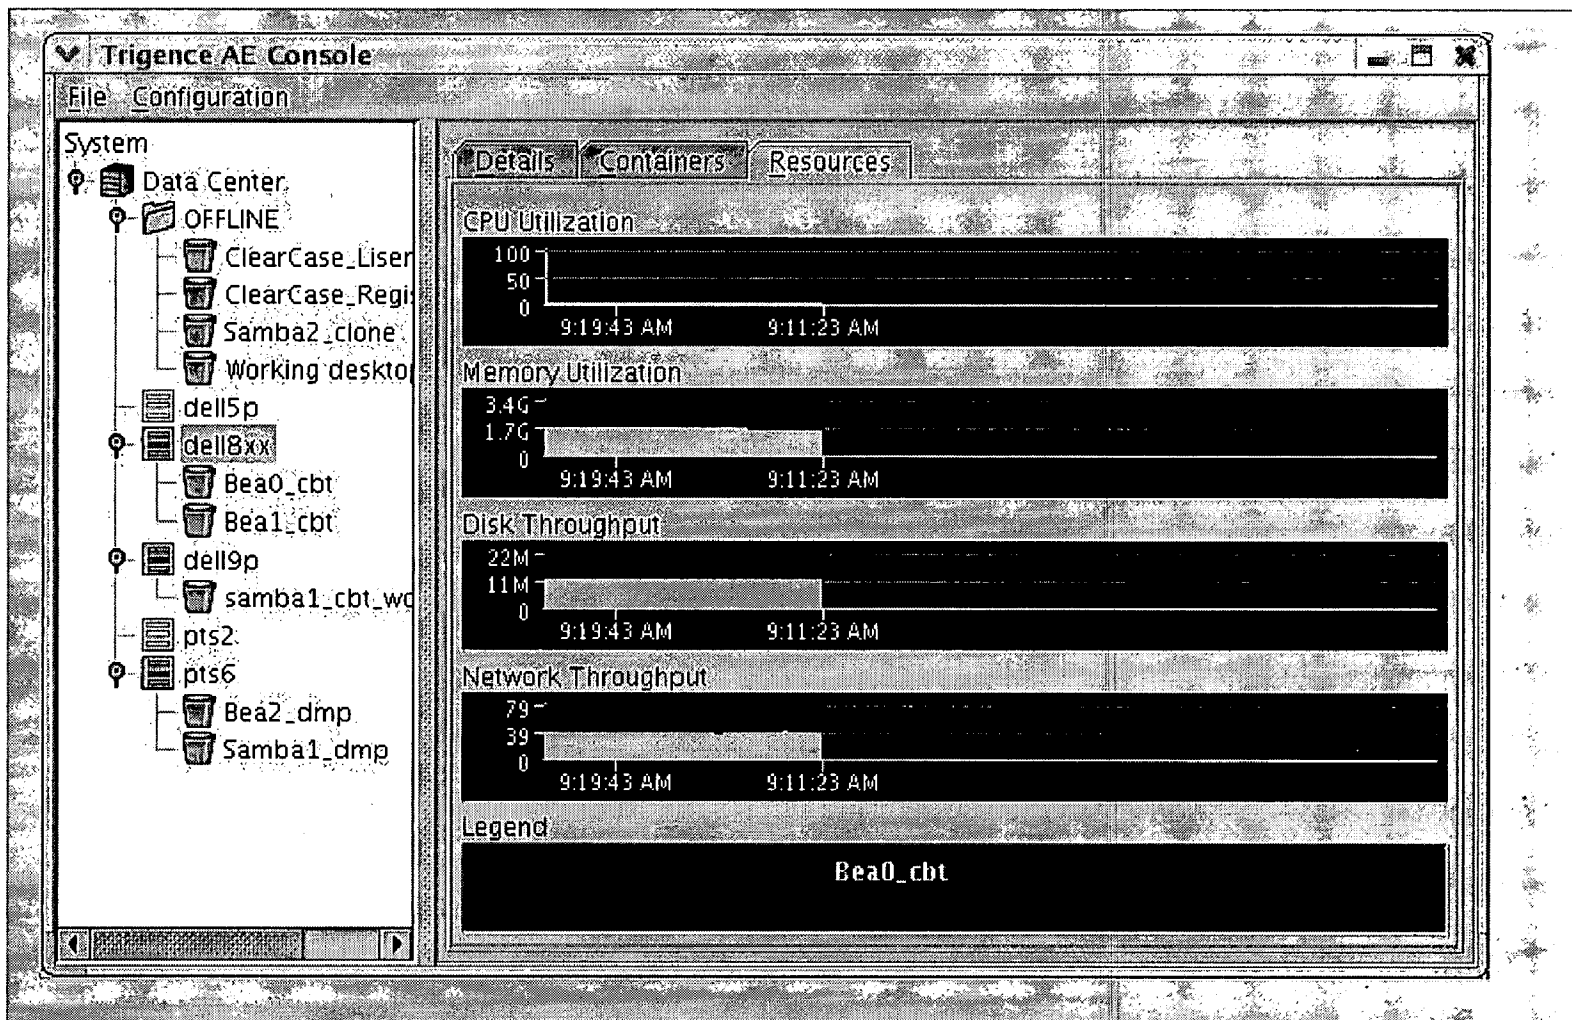 Trigence AE Console
File Configuration
System
Data Center
OFFLINE
ClearCase_Liser
ClearCase_Regis
Samba2_clone
Working desktop
dell5p
dell8xx
Bea0_cbt
Bea1_cbt
dell9p
samba1_cbt_wo
pts2
pts6
Bea2_dmp
Samba1_dmp
Details Containers Resources
CPU Utilization
100
50
0
9:19:43 AM 9:11:23 AM
Memory Utilization
3.4G
1.7G
0
9:19:43 AM 9:11:23 AM
Disk Throughput
22M
11M
0
9:19:43 AM 9:11:23 AM
Network Throughput
79
39
0
9:19:43 AM 9:11:23 AM
Legend
Bea0_cbt